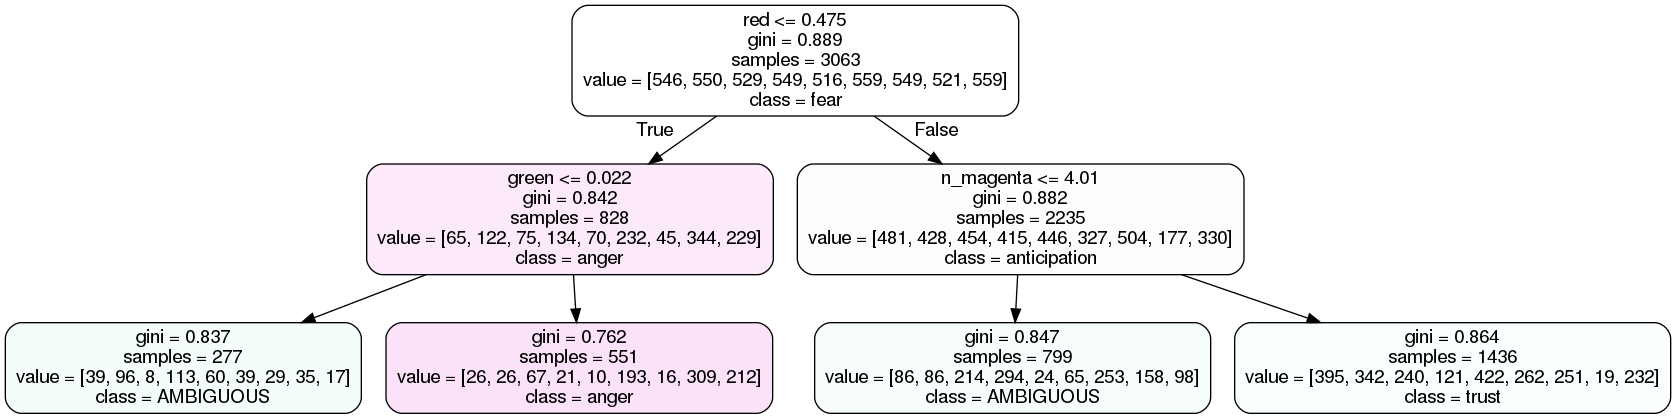 red <= 0.475
gini = 0.889
samples = 3063
value = [546, 550, 529, 549, 516, 559, 549, 521, 559]
class = fear
True
False
green <= 0.022
gini = 0.842
samples = 828
value = [65, 122, 75, 134, 70, 232, 45, 344, 229]
class = anger
n_magenta <= 4.01
gini = 0.882
samples = 2235
value = [481, 428, 454, 415, 446, 327, 504, 177, 330]
class = anticipation
gini = 0.837
samples = 277
value = [39, 96, 8, 113, 60, 39, 29, 35, 17]
class = AMBIGUOUS
gini = 0.762
samples = 551
value = [26, 26, 67, 21, 10, 193, 16, 309, 212]
class = anger
gini = 0.847
samples = 799
value = [86, 86, 214, 294, 24, 65, 253, 158, 98]
class = AMBIGUOUS
gini = 0.864
samples = 1436
value = [395, 342, 240, 121, 422, 262, 251, 19, 232]
class = trust